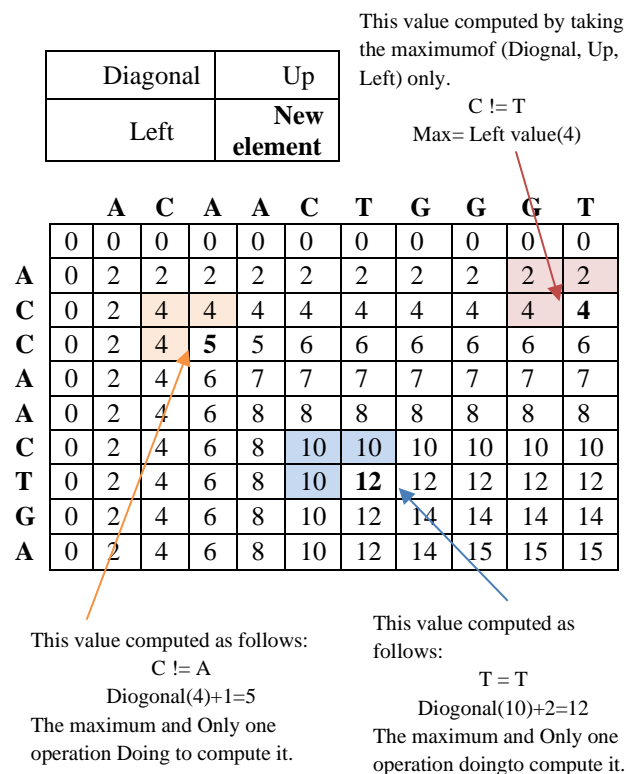 This value computed by taking
the maximumof (Diognal, Up,
Left) only.
C != T
Max= Left value(4)
Diagonal Up
Left New
element
A C A A C T G G G T
0 0 0 0 0 0 0 0 0 0 0
A 0 2 2 2 2 2 2 2 2 2 2
C 0 2 4 4 4 4 4 4 4 4 4
C 0 2 4 5 5 6 6 6 6 6 6
A 0 2 4 6 7 7 7 7 7 7 7
A 0 2 4 6 8 8 8 8 8 8 8
C 0 2 4 6 8 10 10 10 10 10 10
T 0 2 4 6 8 10 12 12 12 12 12
G 0 2 4 6 8 10 12 14 14 14 14
A 0 2 4 6 8 10 12 14 15 15 15
This value computed as follows:
C != A
Diogonal(4)+1=5
The maximum and Only one
operation Doing to compute it.
This value computed as
follows:
T = T
Diogonal(10)+2=12
The maximum and Only one
operation doingto compute it.